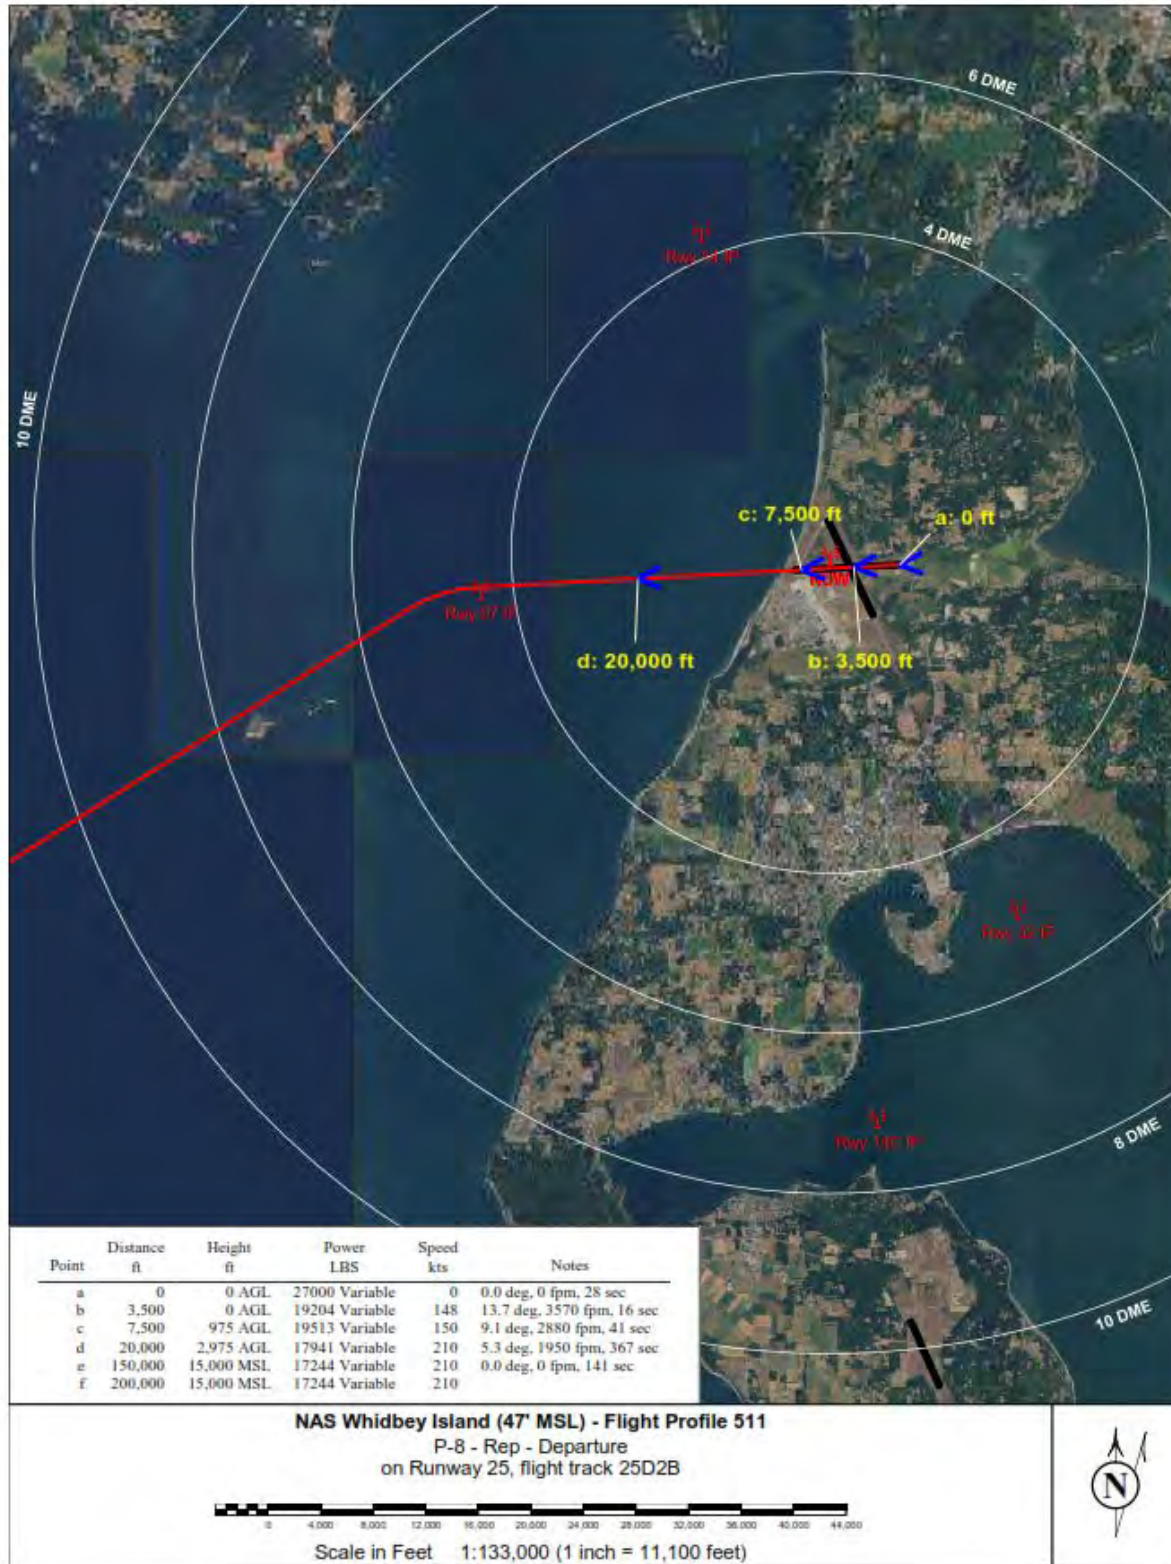 6 DME
4 DME
Rwy 14 IP
10 DME
c: 7,500 ft
a: 0 ft
Rwy 07 IP
d: 20,000 ft
b: 3,500 ft
Rwy 32 IP
8 DME
10 DME
Point Distance ft Height ft Power LBS Speed kts Notes
a 0 0 AGL 27000 Variable 0 0.0 deg, 0 fpm, 28 sec
b 3,500 0 AGL 19204 Variable 148 13.7 deg, 3570 fpm, 16 sec
c 7,500 975 AGL 19513 Variable 150 9.1 deg, 2880 fpm, 41 sec
d 20,000 2,975 AGL 17941 Variable 210 5.3 deg, 1950 fpm, 367 sec
e 150,000 15,000 MSL 17244 Variable 210 0.0 deg, 0 fpm, 141 sec
f 200,000 15,000 MSL 17244 Variable 210
NAS Whidbey Island (47' MSL) - Flight Profile 511
P-8 - Rep - Departure
on Runway 25, flight track 25D2B
0 4,000 8,000 12,000 16,000 20,000 24,000 28,000 32,000 36,000 40,000 44,000
Scale in Feet 1:133,000 (1 inch = 11,100 feet)
N